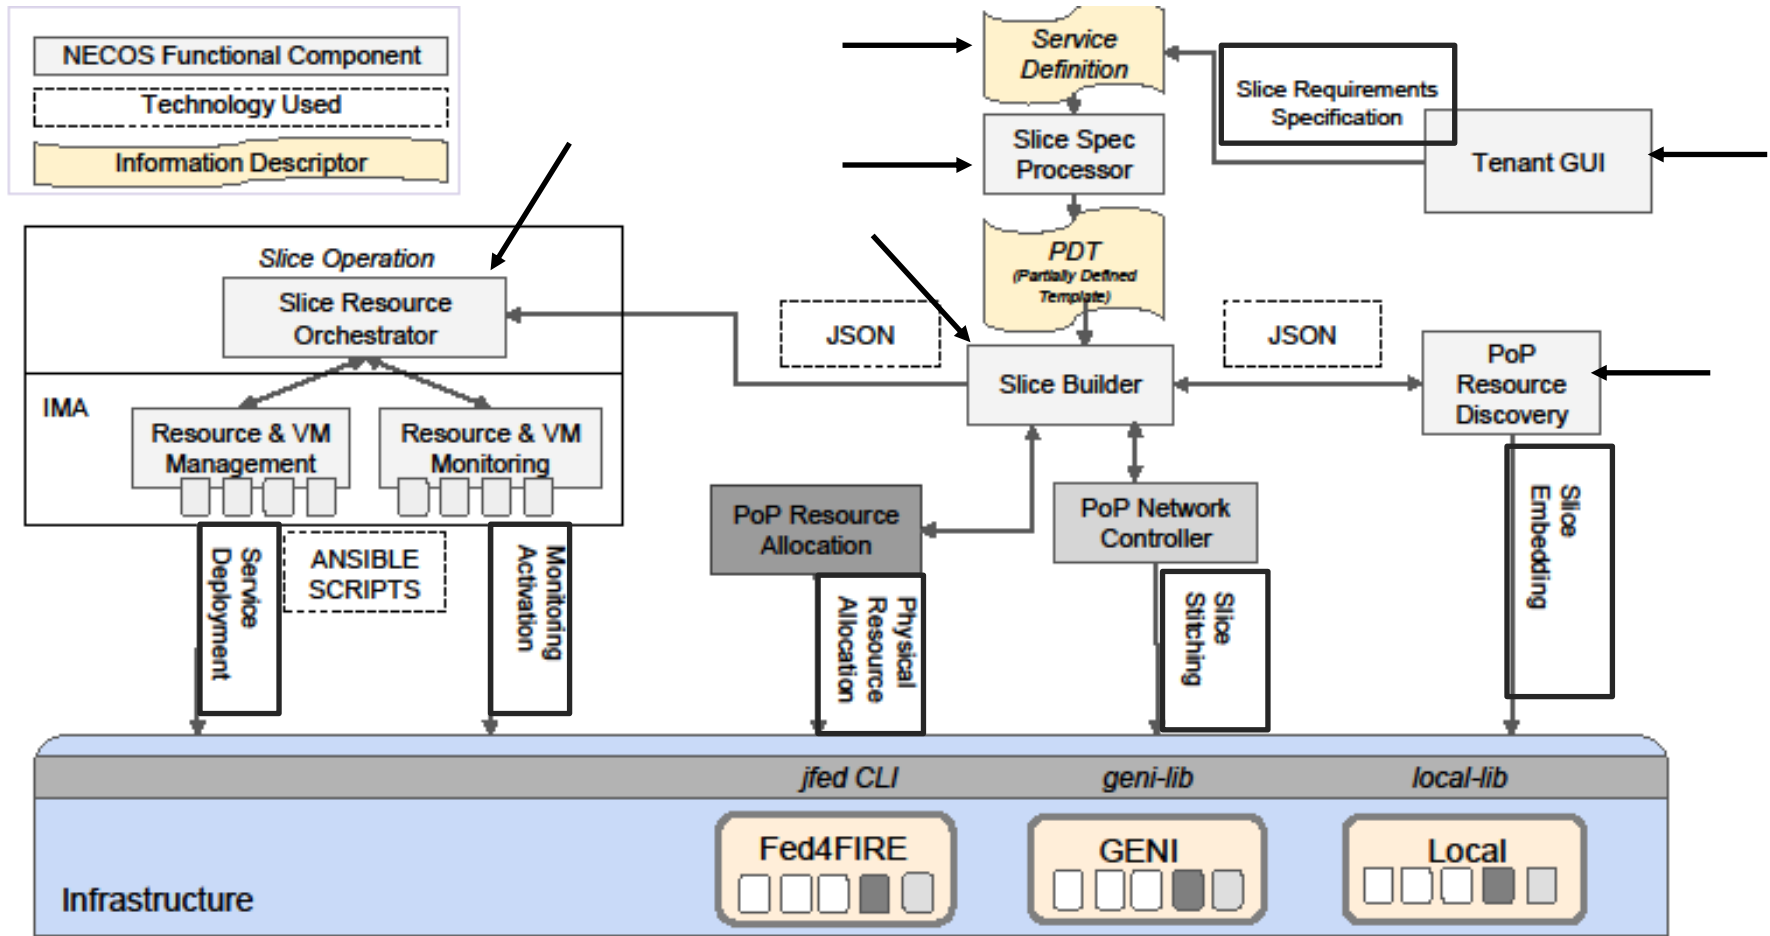 NECOS Functional Component
Technology Used
Information Descriptor
Service
Definition
Slice Requirements
Specification
Slice Spec
Processor
Tenant GUI
PDT
(Partially Defined
Template)
Slice Operation
Slice Resource
Orchestrator
JSON
JSON
Slice Builder
PoP
Resource
Discovery
IMA
Resource & VM
Management
Resource & VM
Monitoring
PoP Resource
Allocation
PoP Network
Controller
Slice
Embedding
Service
Deployment
ANSIBLE
SCRIPTS
Monitoring
Activation
Physical
Resource
Allocation
Slice
Stitching
jfed CLI
geni-lib
local-lib
Fed4FIRE
GENI
Local
Infrastructure